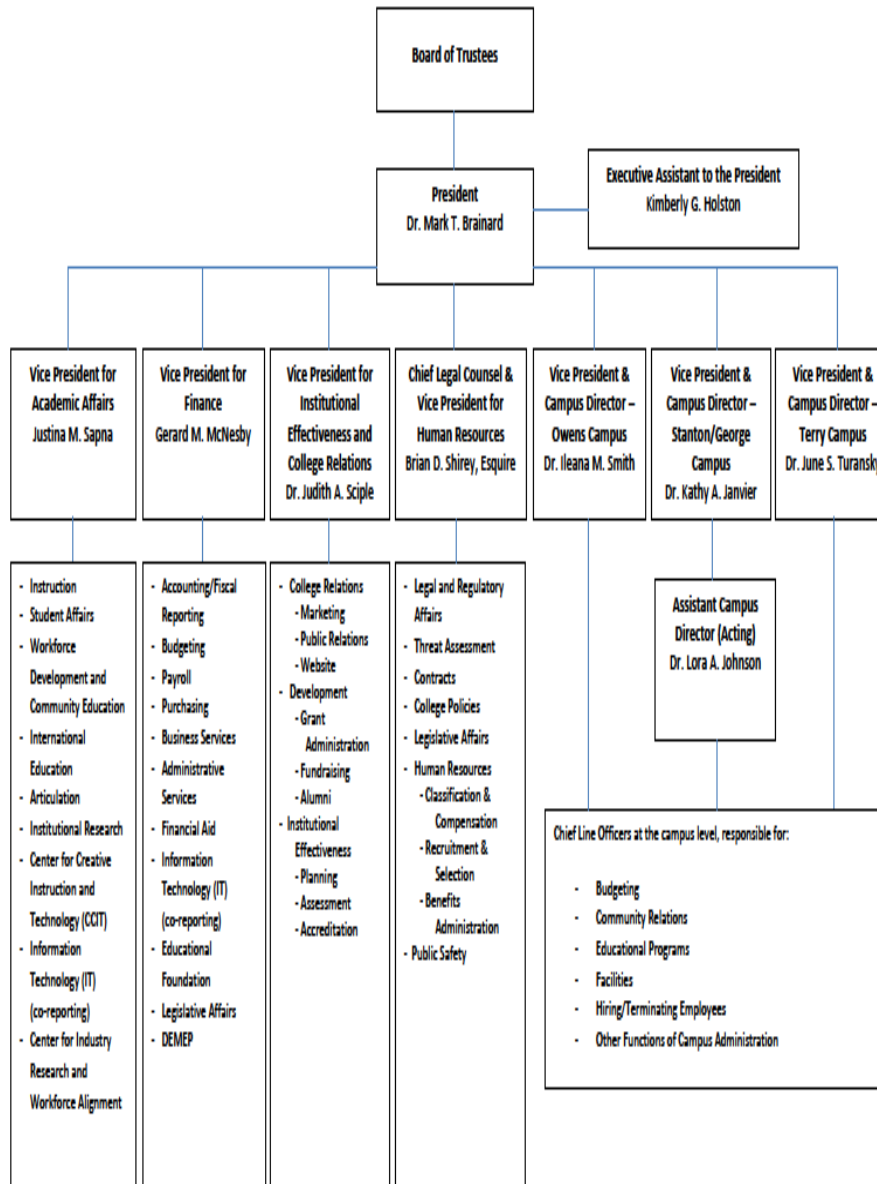 Board of Trustees
President
Dr. Mark T. Brainard
Executive Assistant to the President
Kimberly G. Holston
Vice President for
Academic Affairs
Justina M. Sapna
Vice President for
Finance
Gerard M. McNesby
Vice President for
Institutional
Effectiveness and
College Relations
Dr. Judith A. Sciple
Chief Legal Counsel &
Vice President for
Human Resources
Brian D. Shirey, Esquire
Vice President &
Campus Director –
Owens Campus
Dr. Ileana M. Smith
Vice President &
Campus Director –
Stanton/George
Campus
Dr. Kathy A. Janvier
Vice President &
Campus Director –
Terry Campus
Dr. June S. Turansky
- Instruction
- Student Affairs
- Workforce
Development and
Community Education
- International
Education
- Articulation
- Institutional Research
- Center for Creative
Instruction and
Technology (CCIT)
- Information
Technology (IT)
(co-reporting)
- Center for Industry
Research and
Workforce Alignment
- Accounting/Fiscal
Reporting
- Budgeting
- Payroll
- Purchasing
- Business Services
- Administrative
Services
- Financial Aid
- Information
Technology (IT)
(co-reporting)
- Educational
Foundation
- Legislative Affairs
- DEMEP
- College Relations
- Marketing
- Public Relations
- Website
- Development
- Grant
Administration
- Fundraising
- Alumni
- Institutional
Effectiveness
- Planning
- Assessment
- Accreditation
- Legal and Regulatory
Affairs
- Threat Assessment
- Contracts
- College Policies
- Legislative Affairs
- Human Resources
- Classification &
Compensation
- Recruitment &
Selection
- Benefits
Administration
- Public Safety
Assistant Campus
Director (Acting)
Dr. Lora A. Johnson
Chief Line Officers at the campus level, responsible for:
- Budgeting
- Community Relations
- Educational Programs
- Facilities
- Hiring/Terminating Employees
- Other Functions of Campus Administration